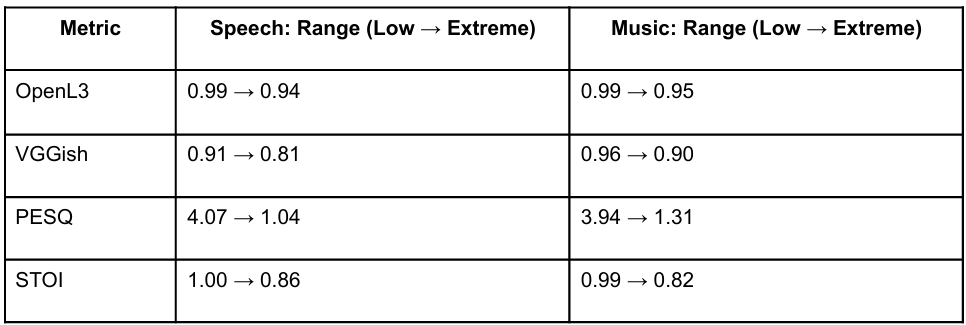 Metric Speech: Range (Low → Extreme) Music: Range (Low → Extreme)
OpenL3 0.99 → 0.94 0.99 → 0.95
VGGish 0.91 → 0.81 0.96 → 0.90
PESQ 4.07 → 1.04 3.94 → 1.31
STOI 1.00 → 0.86 0.99 → 0.82